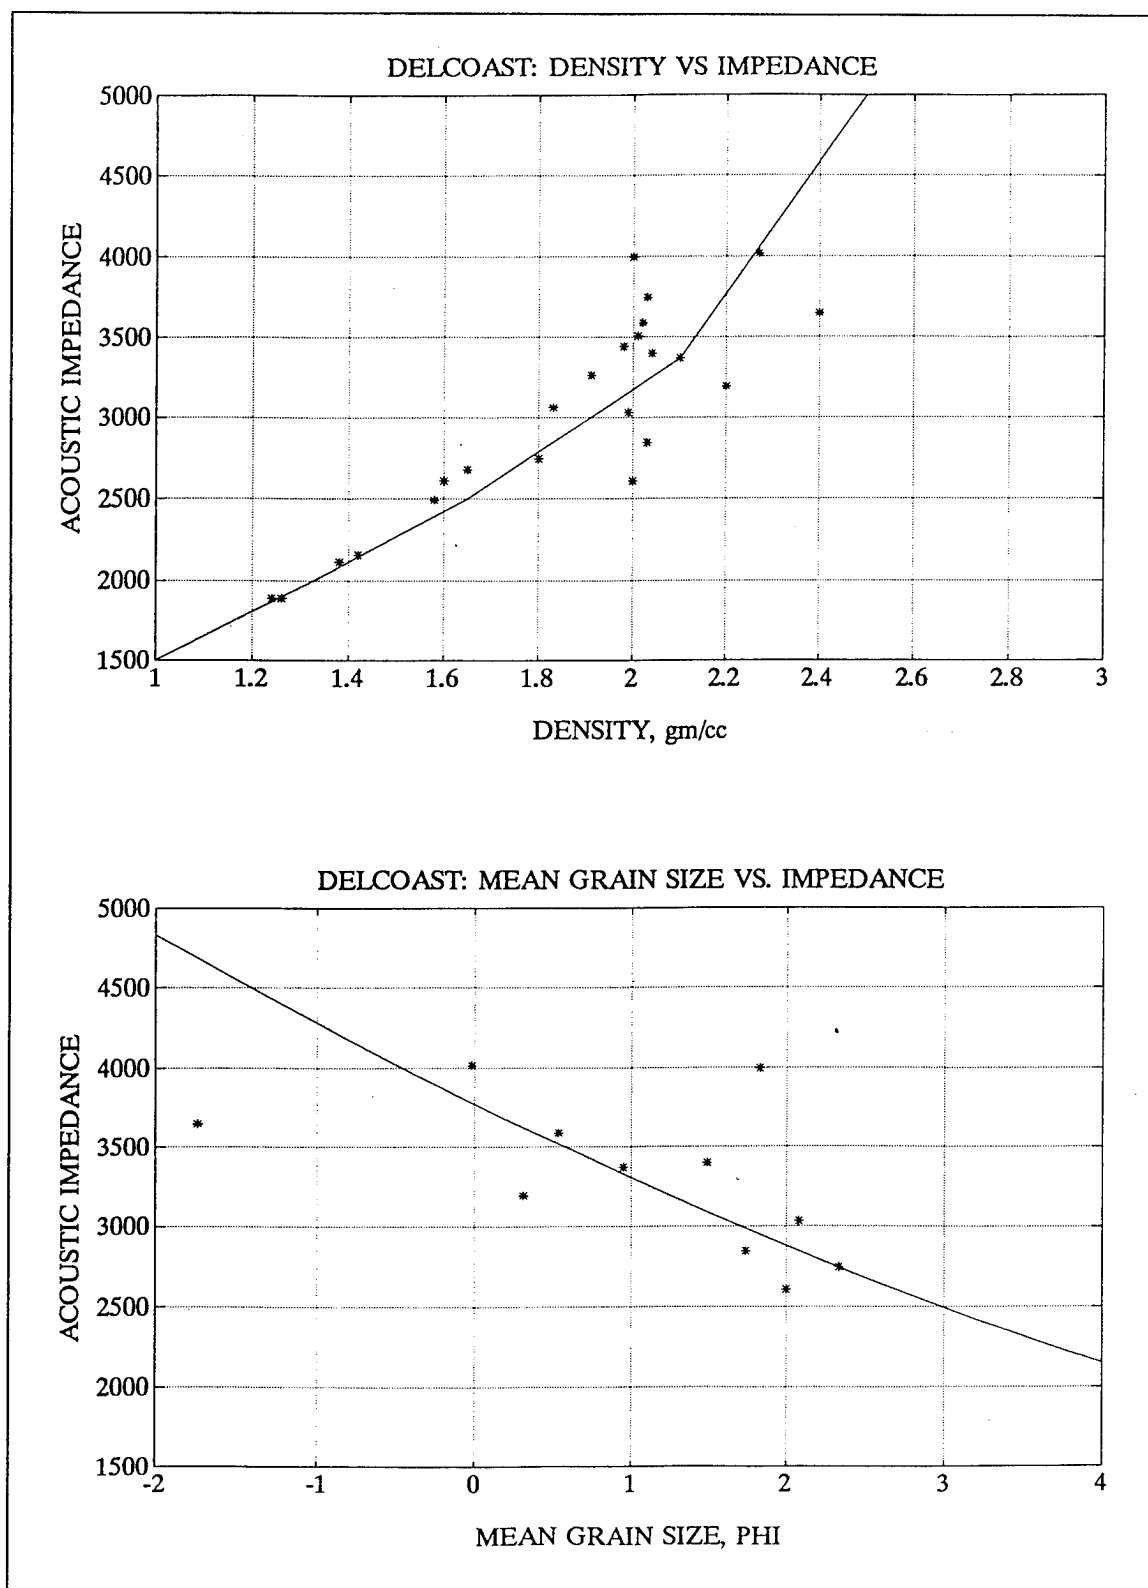 DELCOAST: DENSITY VS IMPEDANCE
5000
4500
4000
3500
3000
2500
2000
1500
ACOUSTIC IMPEDANCE
1 1.2 1.4 1.6 1.8 2 2.2 2.4 2.6 2.8 3
DENSITY, gm/cc
DELCOAST: MEAN GRAIN SIZE VS. IMPEDANCE
5000
4500
4000
3500
3000
2500
2000
1500
ACOUSTIC IMPEDANCE
-2 -1 0 1 2 3 4
MEAN GRAIN SIZE, PHI